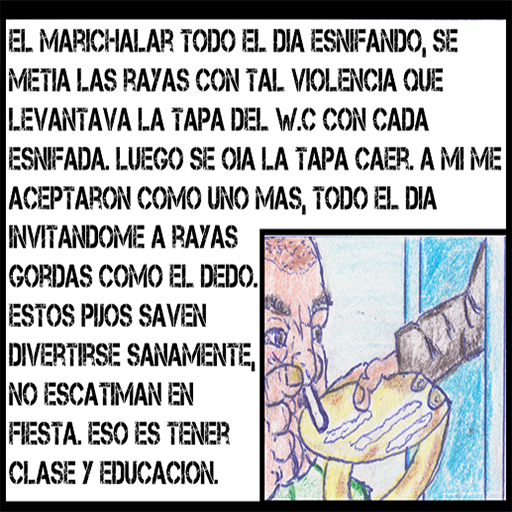 EL MARICHALAR TODO EL DIA ESNIFANDO, SE
METIA LAS RAYAS CON TAL VIOLENCIA QUE
LEVANTAVA LA TAPA DEL W.C CON CADA
ESNIFADA. LUEGO SE OIA LA TAPA CAER. A MI ME
ACEPTARON COMO UNO MAS, TODO EL DIA
INVITANDOME A RAYAS
GORDAS COMO EL DEDO.
ESTOS PIJOS SAVEN
DIVERTIRSE SANAMENTE,
NO ESCATIMAN EN
FIESTA. ESO ES TENER
CLASE Y EDUCACION.